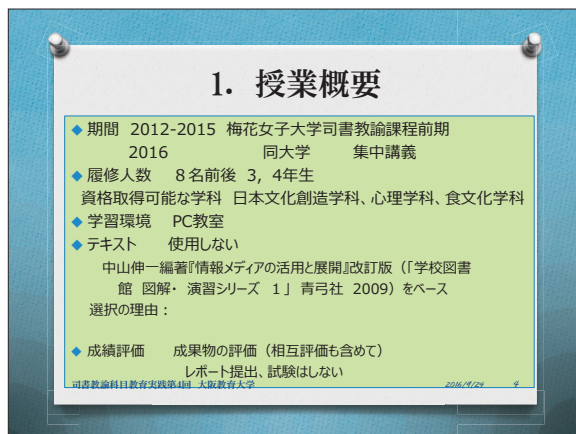 1. 授業概要
◆ 期間 2012-2015 梅花女子大学司書教諭課程前期
2016 同大学 集中講義
◆ 履修人数 8名前後 3, 4年生
資格取得可能な学科 日本文化創造学科、心理学科、食文化学科
◆ 学習環境 PC教室
◆ テキスト 使用しない
中山伸一編著『情報メディアの活用と展開』改訂版（「学校図書
館 図解・ 演習シリーズ 1」 青弓社 2009）をベース
選択の理由：
◆ 成績評価 成果物の評価（相互評価も含めて）
レポート提出、試験はしない
司書教諭科目教育実践第4回 大阪教育大学 2016/9/24 4